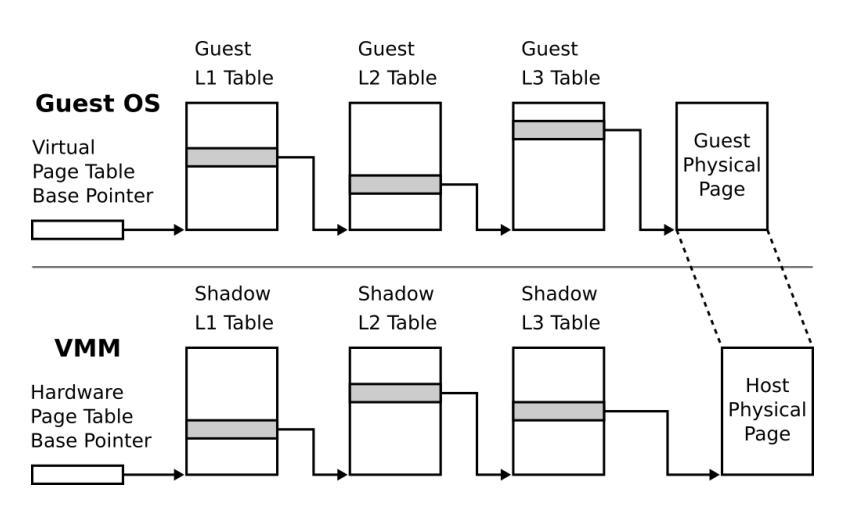 Guest
L1 Table
Guest
L2 Table
Guest
L3 Table
Guest OS
Virtual
Page Table
Base Pointer
Guest
Physical
Page
Shadow
L1 Table
Shadow
L2 Table
Shadow
L3 Table
VMM
Hardware
Page Table
Base Pointer
Host
Physical
Page